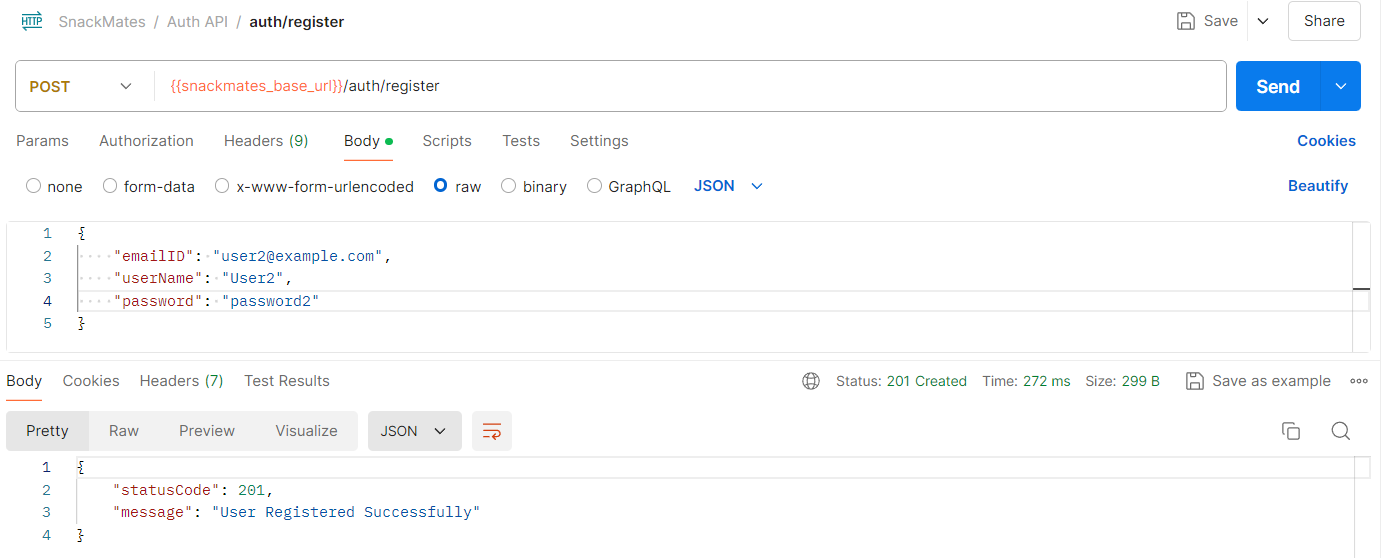 HTTP SnackMates / Auth API / auth/register Save Share
POST {{snackmates_base_url}}/auth/register Send
Params Authorization Headers (9) Body Scripts Tests Settings Cookies
none form-data x-www-form-urlencoded raw binary GraphQL JSON Beautify
1 {
2 "emailID": "user2@example.com",
3 "userName": "User2",
4 "password": "password2"
5 }
Body Cookies Headers (7) Test Results Status: 201 Created Time: 272 ms Size: 299 B Save as example
Pretty Raw Preview Visualize JSON
1 {
2 "statusCode": 201,
3 "message": "User Registered Successfully"
4 }